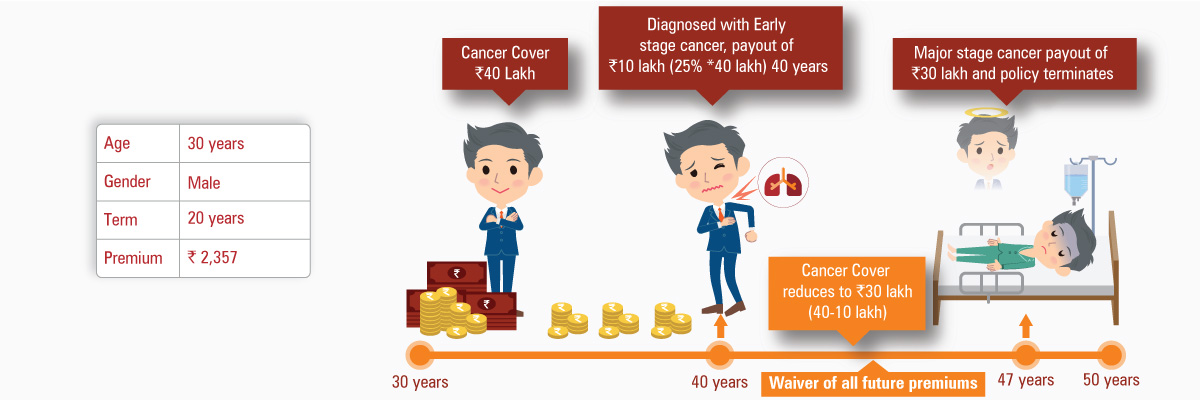 Age 30 years
Gender Male
Term 20 years
Premium ₹ 2,357
Cancer Cover
₹40 Lakh
Diagnosed with Early
stage cancer, payout of
₹10 lakh (25% *40 lakh) 40 years
Major stage cancer payout of
₹30 lakh and policy terminates
₹
₹
₹
₹
₹
₹
₹
₹
₹
₹
₹
₹
₹
Cancer Cover
reduces to ₹30 lakh
(40-10 lakh)
30 years
40 years
Waiver of all future premiums
47 years
50 years